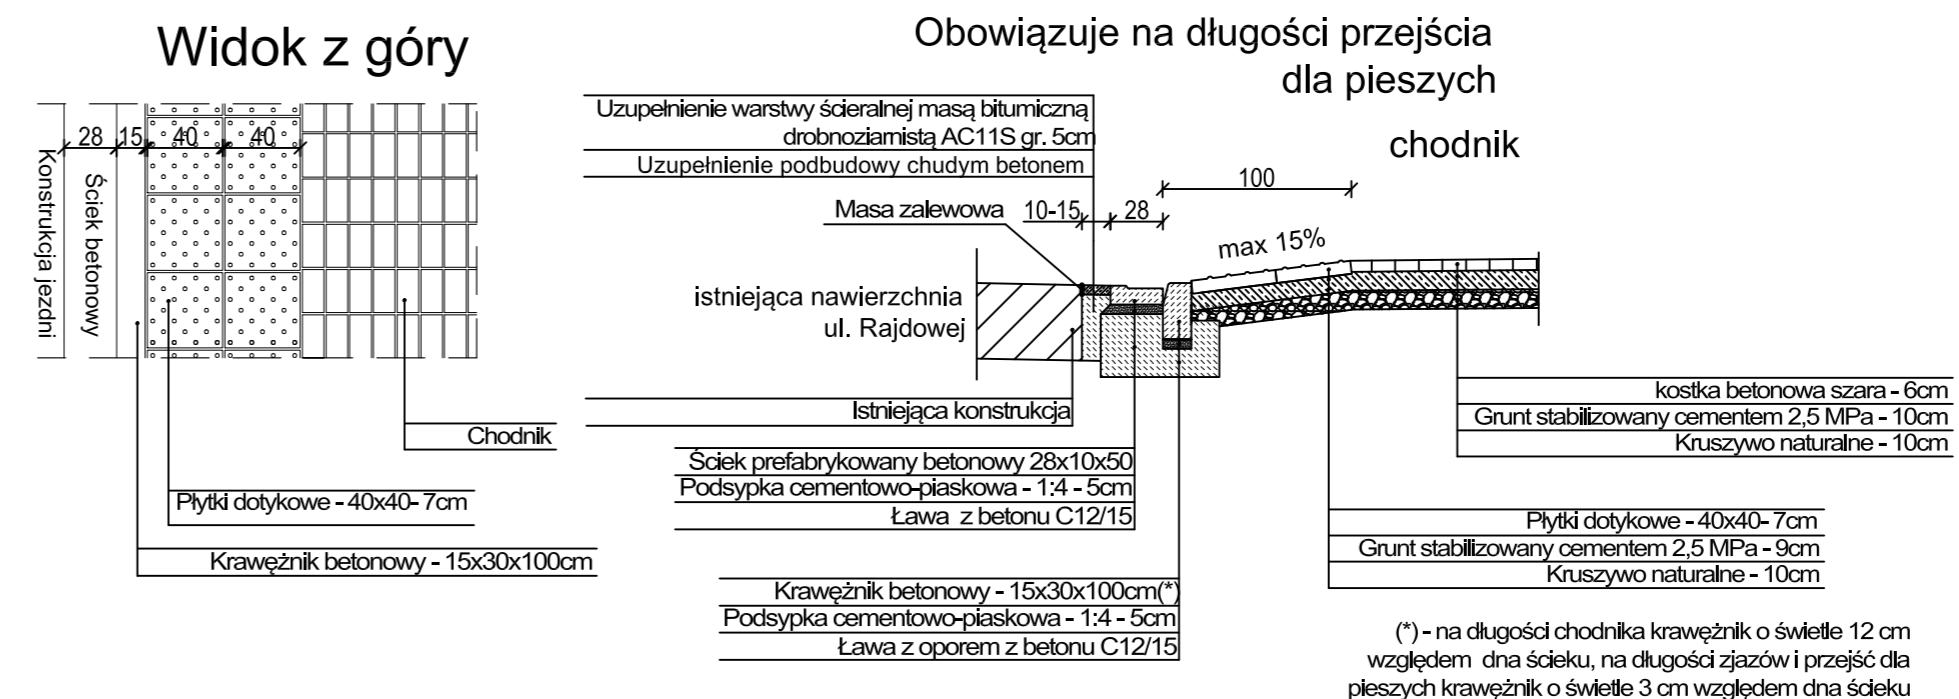 Widok z góry
28 15 40 40
Konstrukcja jezdni
Ściek betonowy
Chodnik
Płytki dotykowe - 40x40- 7cm
Krawężnik betonowy - 15x30x100cm
Obowiązuje na długości przejścia
dla pieszych
chodnik
Uzupełnienie warstwy ścieralnej masą bitumiczną
drobnoziarnistą AC11S gr. 5cm
Uzupełnienie podbudowy chudym betonem
Masa zalewowa
10-15 28
100
max 15%
istniejąca nawierzchnia
ul. Rajdowej
Istniejąca konstrukcja
Ściek prefabrykowany betonowy 28x10x50
Podsypka cementowo-piaskowa - 1:4 - 5cm
Ława z betonu C12/15
Krawężnik betonowy - 15x30x100cm(*)
Podsypka cementowo-piaskowa - 1:4 - 5cm
Ława z oporem z betonu C12/15
kostka betonowa szara - 6cm
Grunt stabilizowany cementem 2,5 MPa - 10cm
Kruszywo naturalne - 10cm
Płytki dotykowe - 40x40- 7cm
Grunt stabilizowany cementem 2,5 MPa - 9cm
Kruszywo naturalne - 10cm
(*) - na długości chodnika krawężnik o świetle 12 cm
względem dna ścieku, na długości zjazów i przejść dla
pieszych krawężnik o świetle 3 cm względem dna ścieku